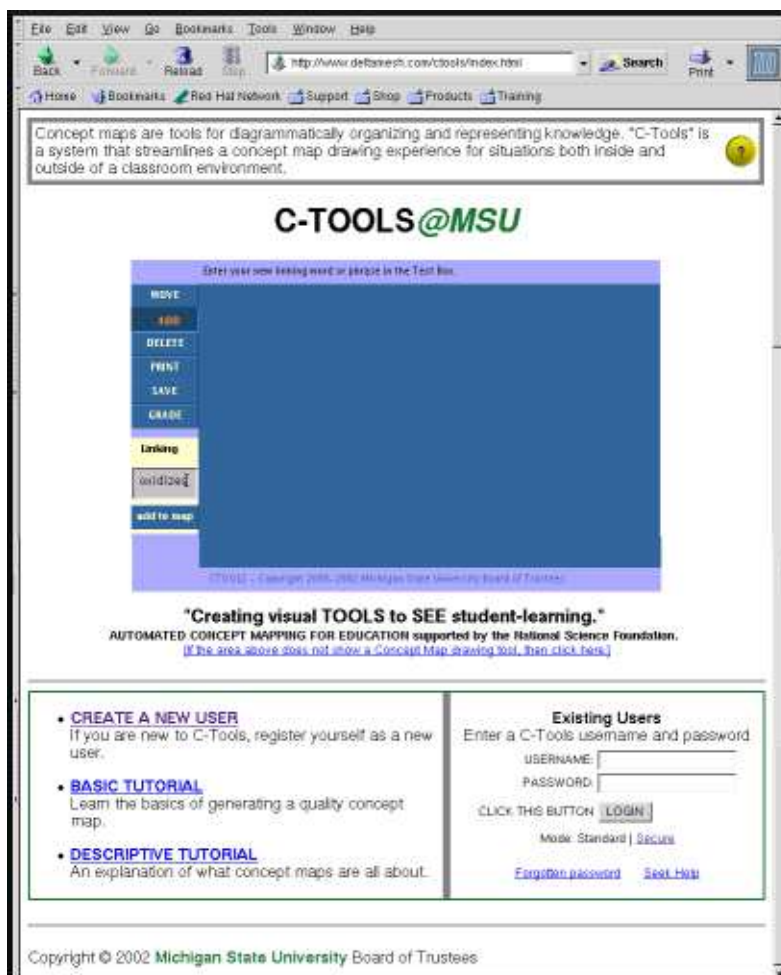 File Edit View Go Bookmarks Tools Window Help
Back Forward Reload Stop http://www.deltamesh.com/ctools/index.html Search Print
Home Bookmarks Red Hat Network Support Shop Products Training
Concept maps are tools for diagrammatically organizing and representing knowledge. "C-Tools" is
a system that streamlines a concept map drawing experience for situations both inside and
outside of a classroom environment.
?
C-TOOLS@MSU
Enter your new linking word or phrase in the Text Box.
MOVE
ADD
DELETE
PRINT
SAVE
GRADE
Linking
oxidized
add to map
Copyright 2000-2002 Michigan State University Board of Trustees
"Creating visual TOOLS to SEE student-learning."
AUTOMATED CONCEPT MAPPING FOR EDUCATION supported by the National Science Foundation.
[If the area above does not show a Concept Map drawing tool, then click here.]
• CREATE A NEW USER
If you are new to C-Tools, register yourself as a new
user.
• BASIC TUTORIAL
Learn the basics of generating a quality concept
map.
• DESCRIPTIVE TUTORIAL
An explanation of what concept maps are all about.
Existing Users
Enter a C-Tools username and password
USERNAME:
PASSWORD:
CLICK THIS BUTTON LOGIN
Mode: Standard | Secure
Forgotten password Seek Help
Copyright © 2002 Michigan State University Board of Trustees